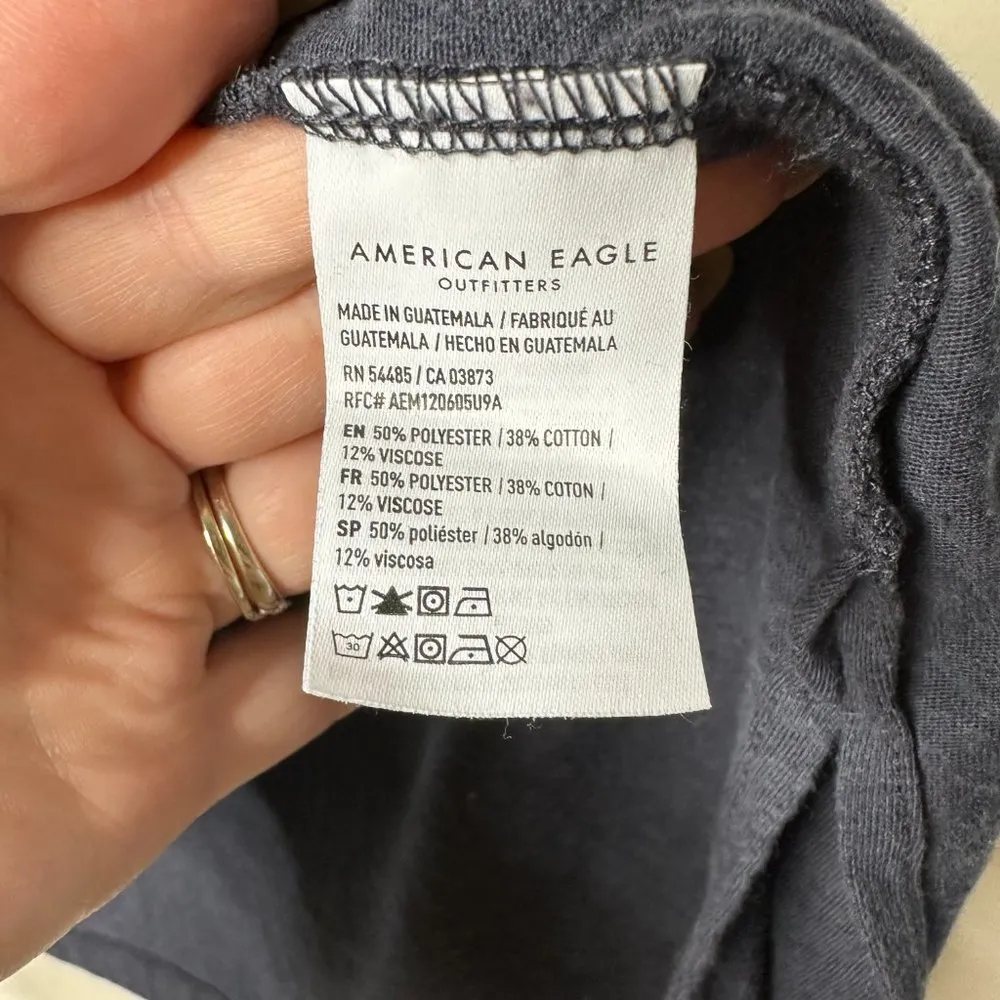 AMERICAN EAGLE
OUTFITTERS
MADE IN GUATEMALA / FABRIQUÉ AU
GUATEMALA / HECHO EN GUATEMALA
RN 54485 / CA 03873
RFC# AEM120605U9A
EN 50% POLYESTER / 38% COTTON /
12% VISCOSE
FR 50% POLYESTER / 38% COTON /
12% VISCOSE
SP 50% poliéster / 38% algodón /
12% viscosa
30